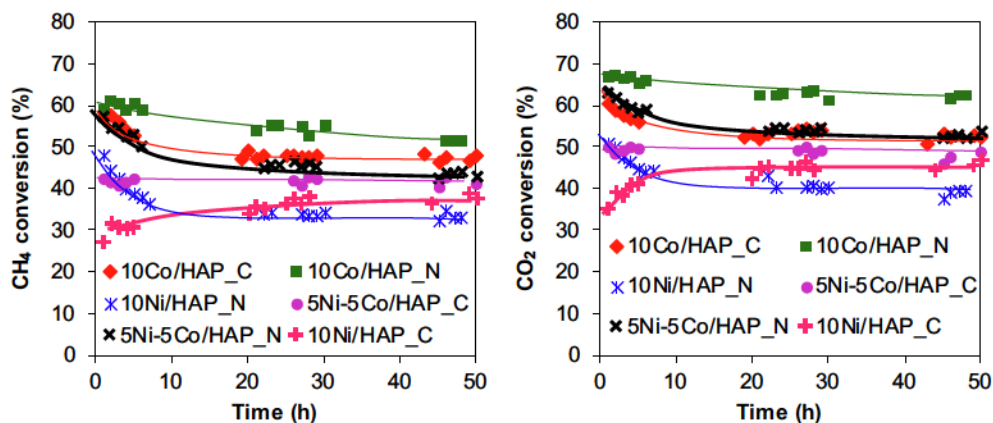 CH4 conversion (%)
80
70
60
50
40
30
20
10
0
10Co/HAP_C
10Co/HAP_N
10Ni/HAP_N
5Ni-5Co/HAP_C
5Ni-5Co/HAP_N
10Ni/HAP_C
0 10 20 30 40 50
Time (h)
CO2 conversion (%)
80
70
60
50
40
30
20
10
0
10Co/HAP_C
10Co/HAP_N
10Ni/HAP_N
5Ni-5Co/HAP_C
5Ni-5Co/HAP_N
10Ni/HAP_C
0 10 20 30 40 50
Time (h)